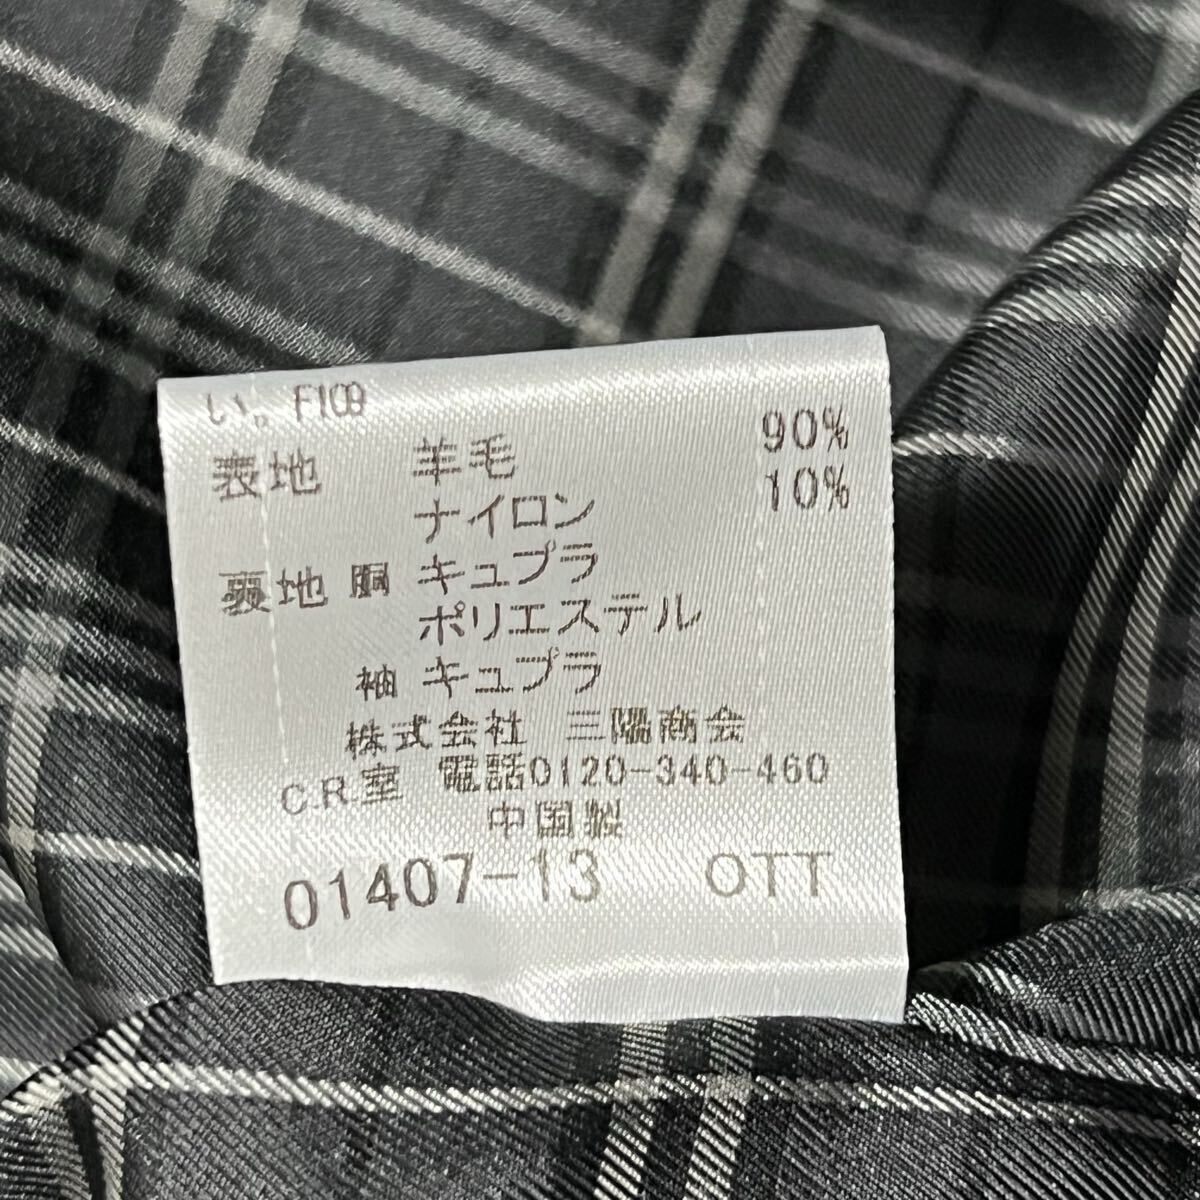 い。F109
表地 羊毛 90%
ナイロン 10%
裏地 胴 キュプラ
ポリエステル
袖 キュプラ
株式会社 三陽商会
C.R.室 電話0120-340-460
中国製
01407-13 OTT